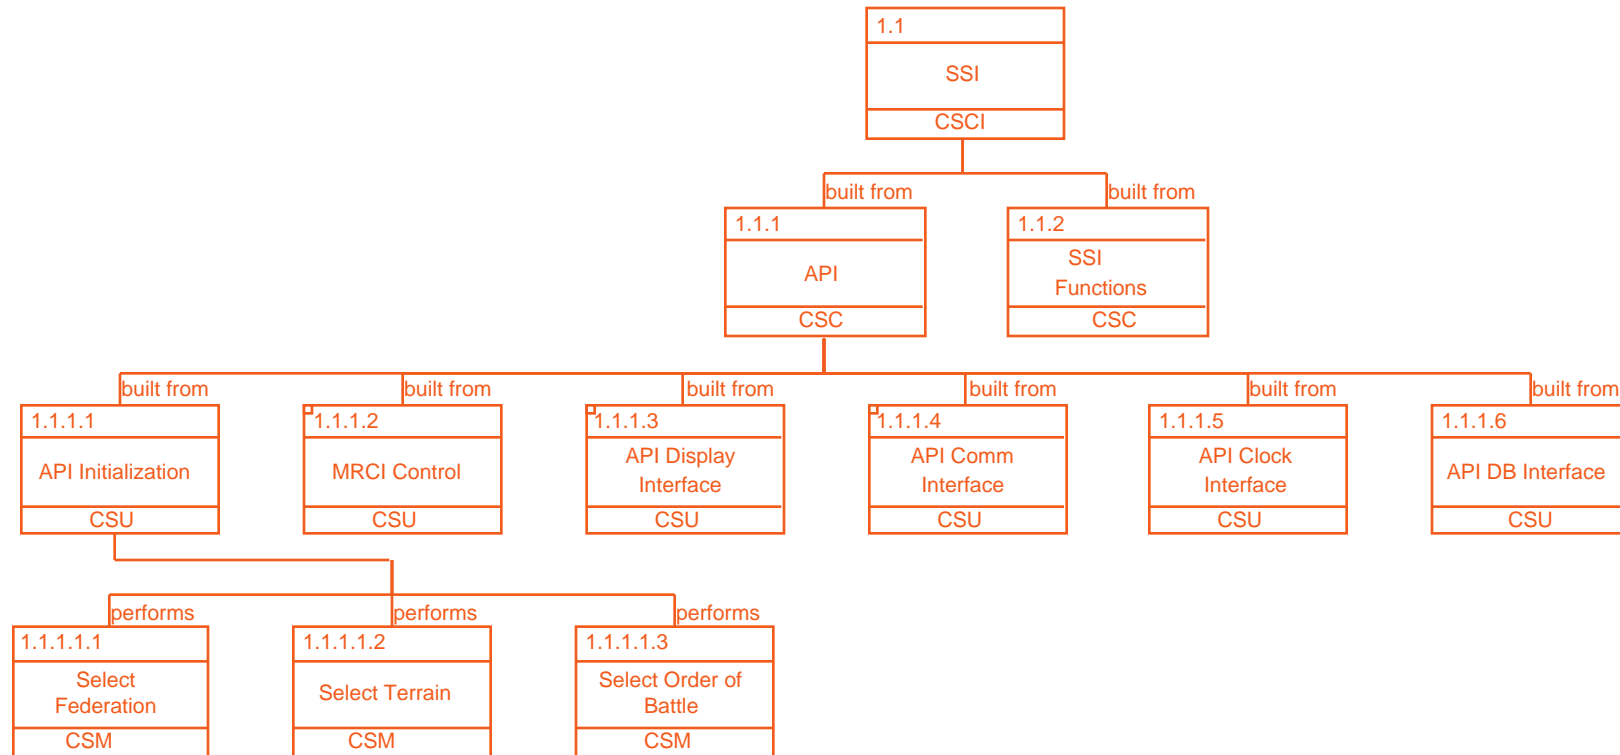 1.1
SSI
CSCI
built from
built from
1.1.1
API
CSC
1.1.2
SSI
Functions
CSC
built from
built from
built from
built from
built from
built from
1.1.1.1
API Initialization
CSU
1.1.1.2
MRCI Control
CSU
1.1.1.3
API Display
Interface
CSU
1.1.1.4
API Comm
Interface
CSU
1.1.1.5
API Clock
Interface
CSU
1.1.1.6
API DB Interface
CSU
performs
performs
performs
1.1.1.1.1
Select
Federation
CSM
1.1.1.1.2
Select Terrain
CSM
1.1.1.1.3
Select Order of
Battle
CSM